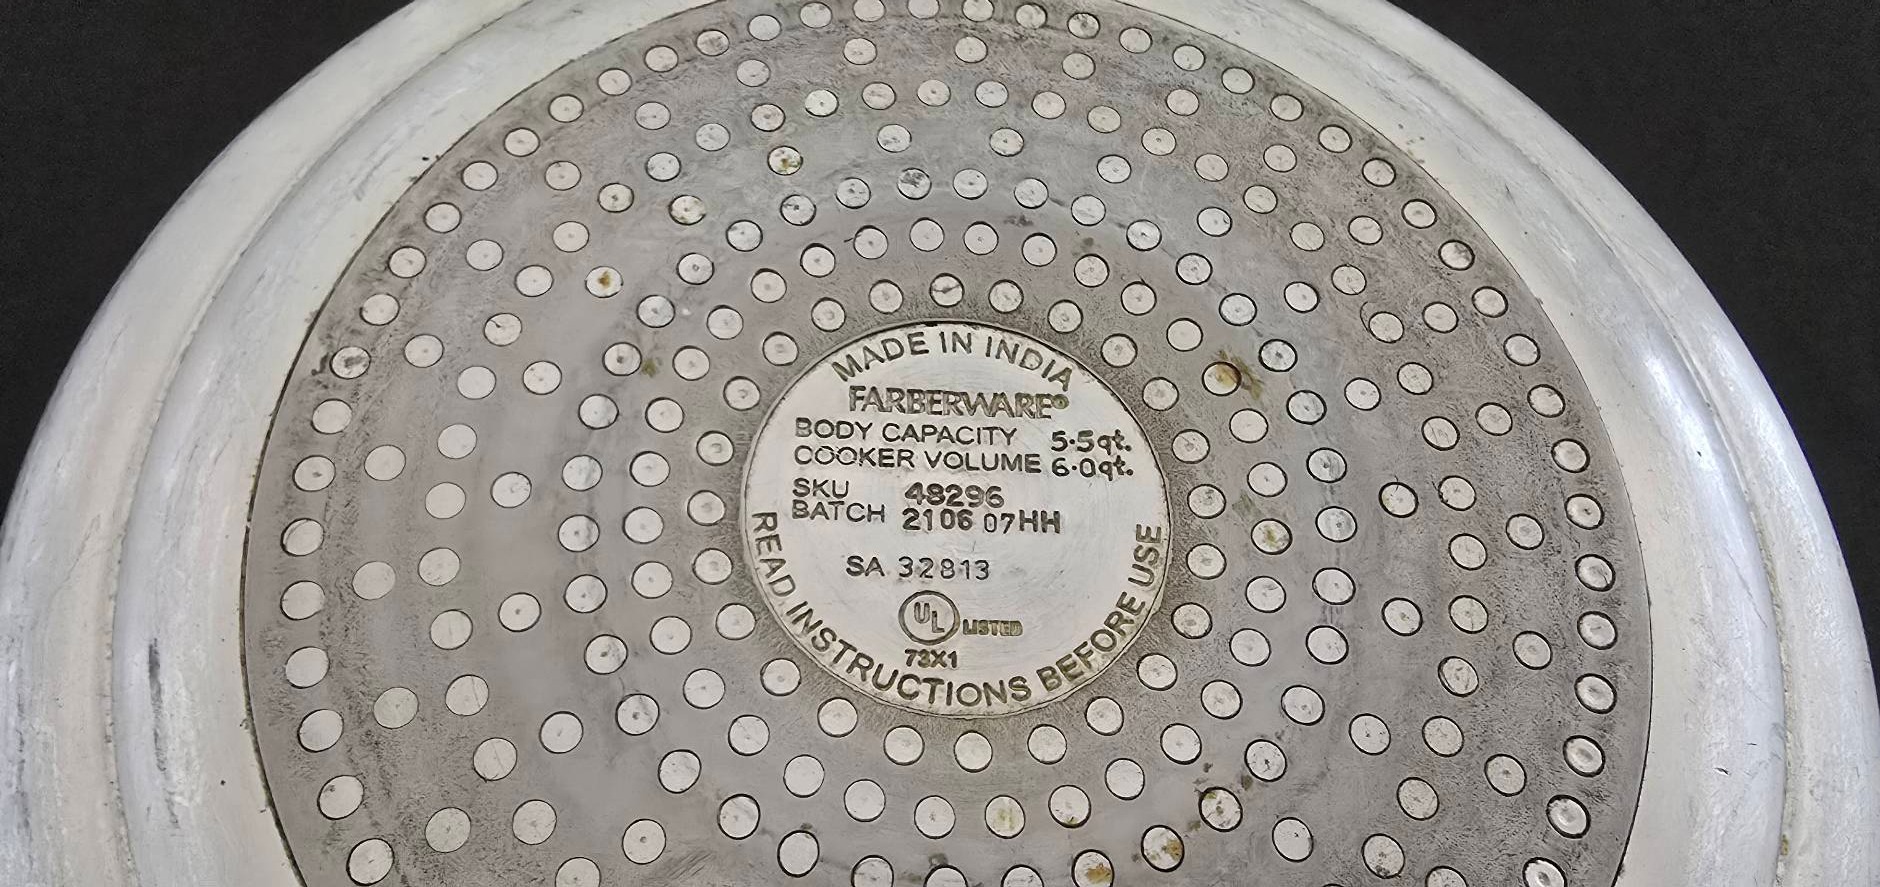 MADE IN INDIA
FARBERWARE®
BODY CAPACITY 5.5qt.
COOKER VOLUME 6.0qt.
SKU 48296
BATCH 2106 07HH
SA 32813
UL LISTED
73X1
READ INSTRUCTIONS BEFORE USE